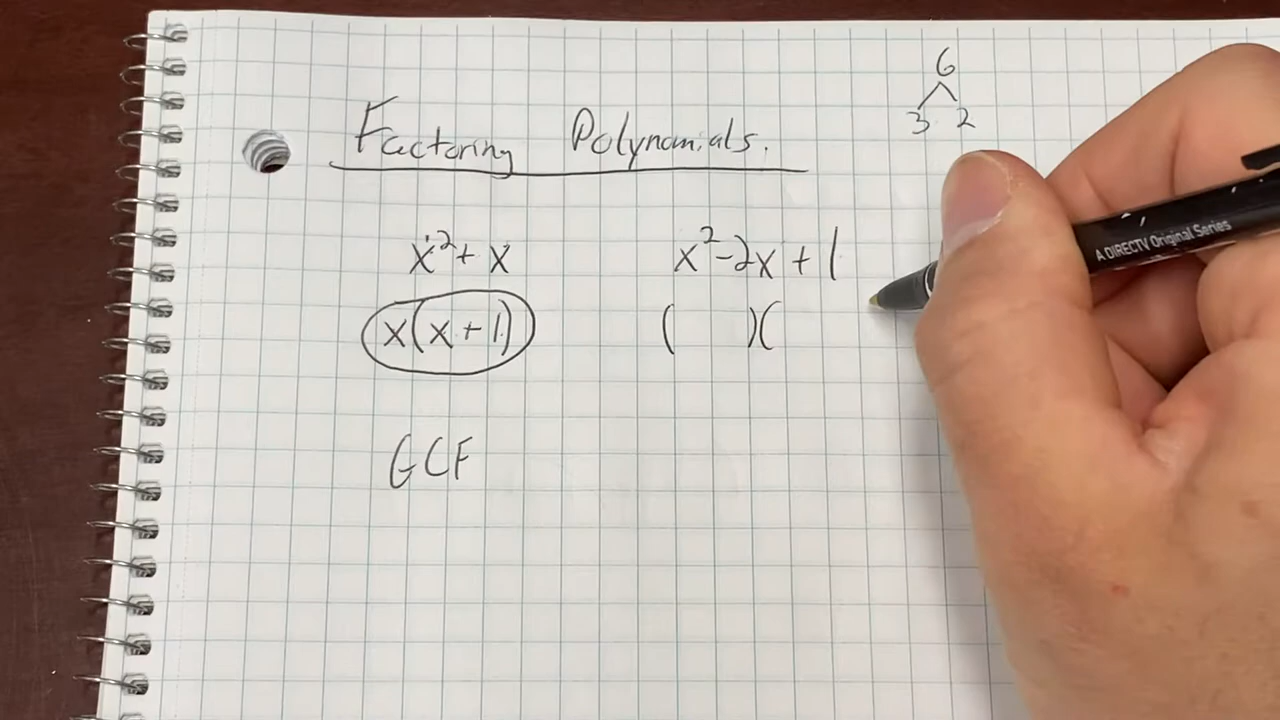 6
3 2
Factoring Polynomials.
x²+ x
x²-2x + 1
x(x+1)
( )(
GCF
A DIRECTV Original Series